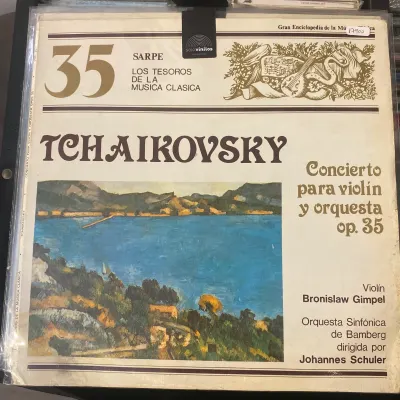 Gran Enciclopedia de la
35
SARPE
LOS TESOROS
DE LA
MUSICA CLASICA
TCHAIKOVSKY
Concierto
para violín
y orquesta
op. 35
Violín
Bronislaw Gimpel
Orquesta Sinfónica
de Bamberg
dirigida por
Johannes Schuler